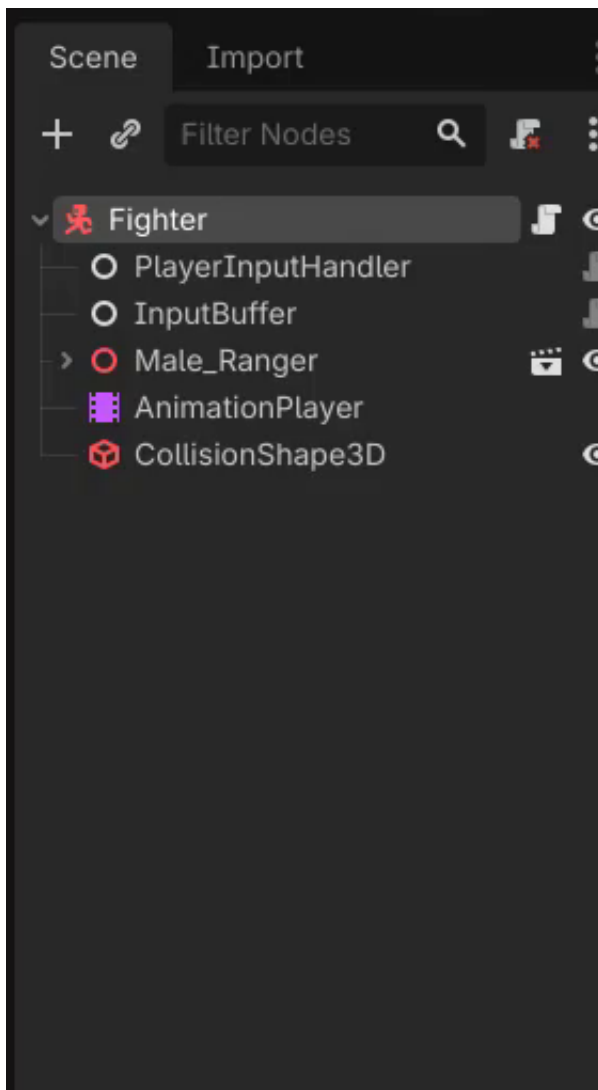 Scene Import
Filter Nodes
Fighter
PlayerInputHandler
InputBuffer
Male_Ranger
AnimationPlayer
CollisionShape3D